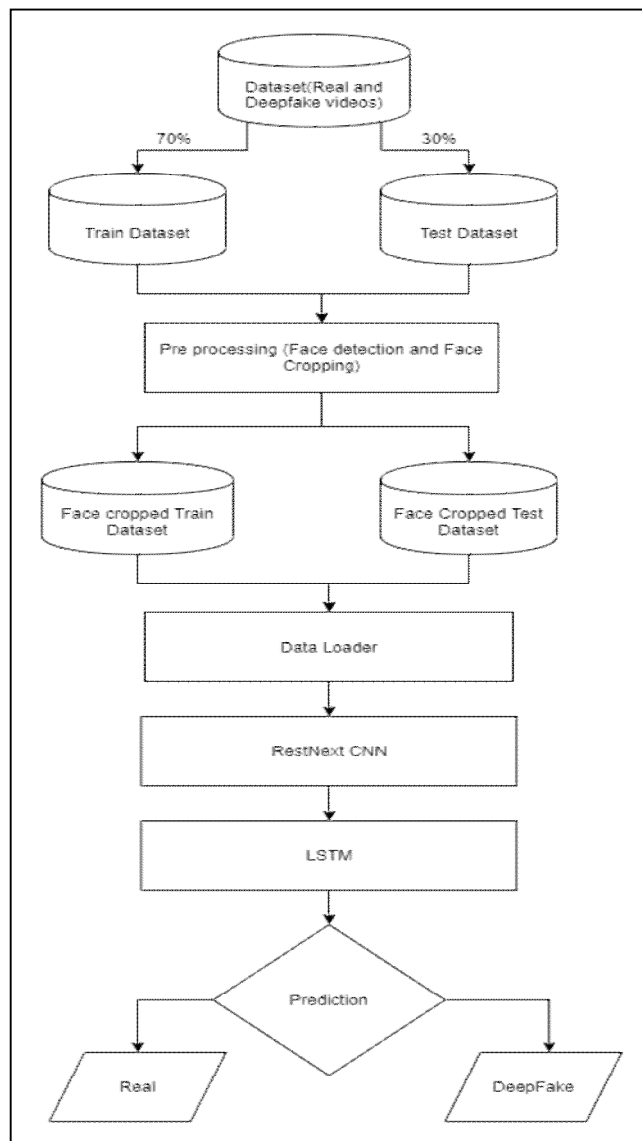 Dataset(Real and
Deepfake videos)
70%
30%
Train Dataset
Test Dataset
Pre processing (Face detection and Face
Cropping)
Face cropped Train
Dataset
Face Cropped Test
Dataset
Data Loader
RestNext CNN
LSTM
Prediction
Real
DeepFake